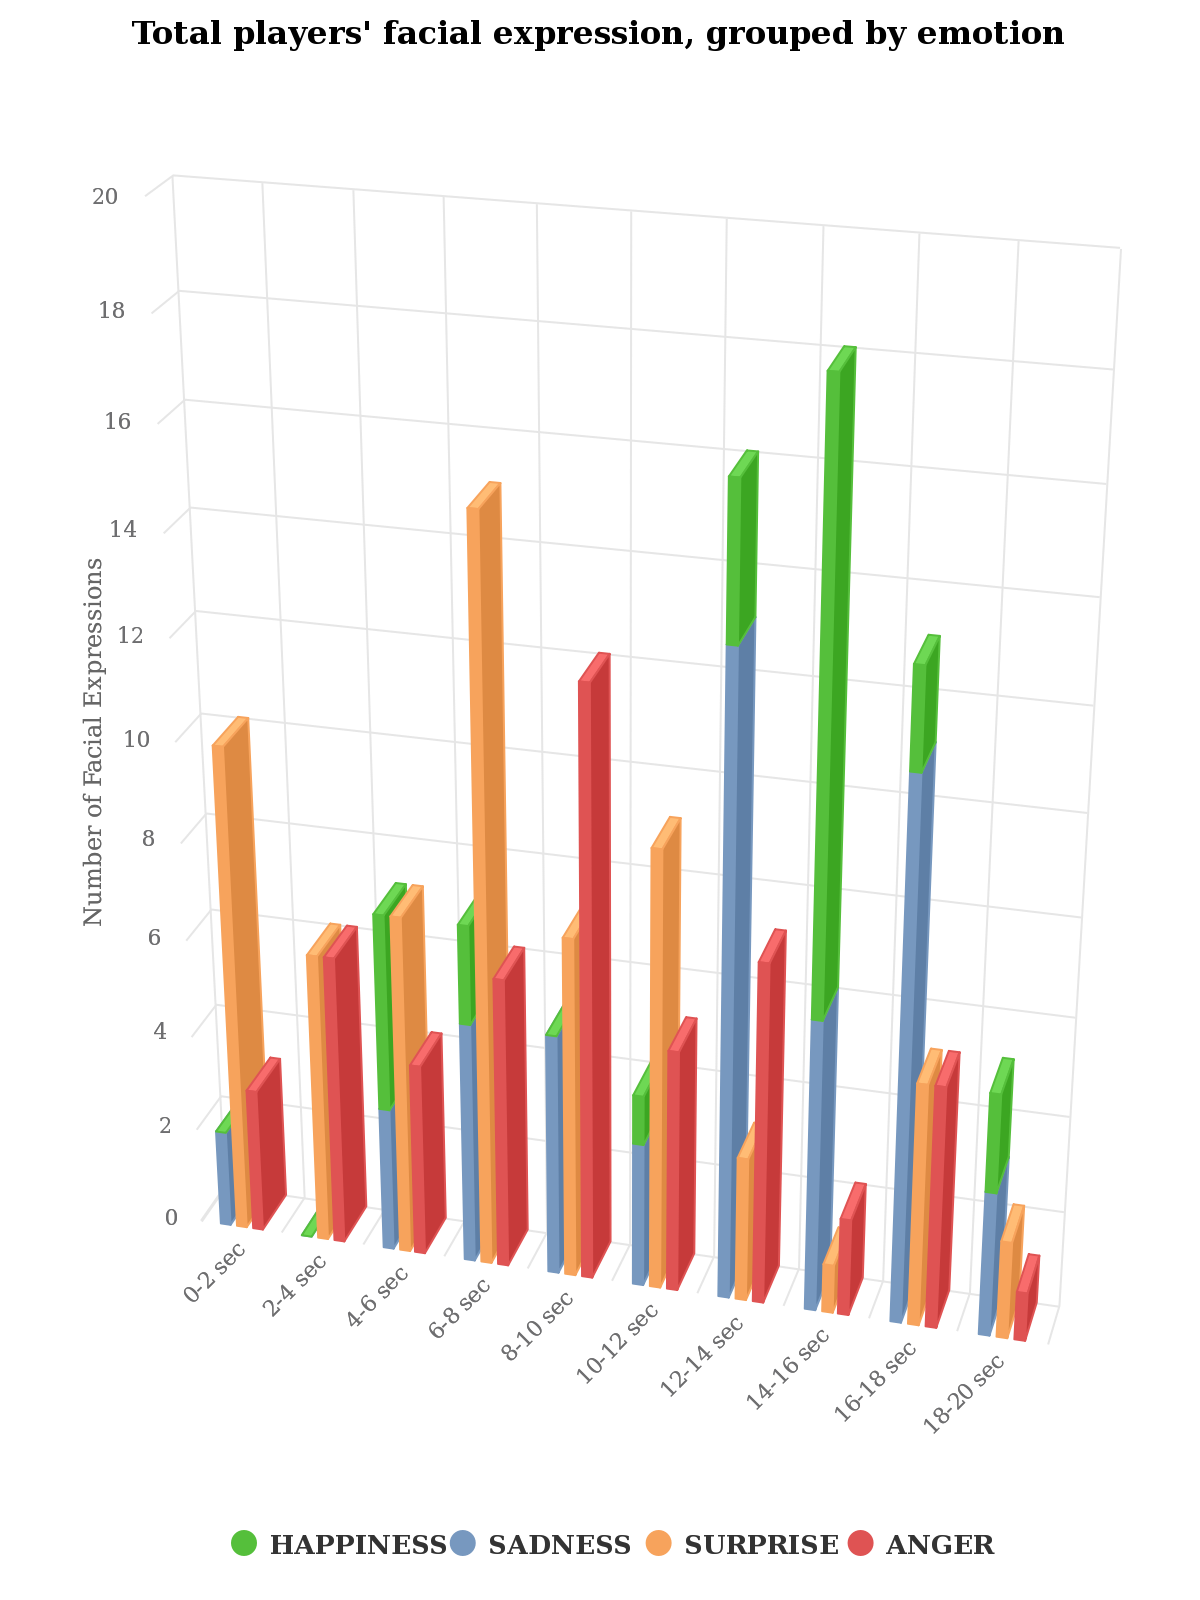 Total players' facial expression, grouped by emotion
20
18
16
14
12
10
8
6
4
2
0
Number of Facial Expressions
0-2 sec
2-4 sec
4-6 sec
6-8 sec
8-10 sec
10-12 sec
12-14 sec
14-16 sec
16-18 sec
18-20 sec
HAPPINESS SADNESS SURPRISE ANGER